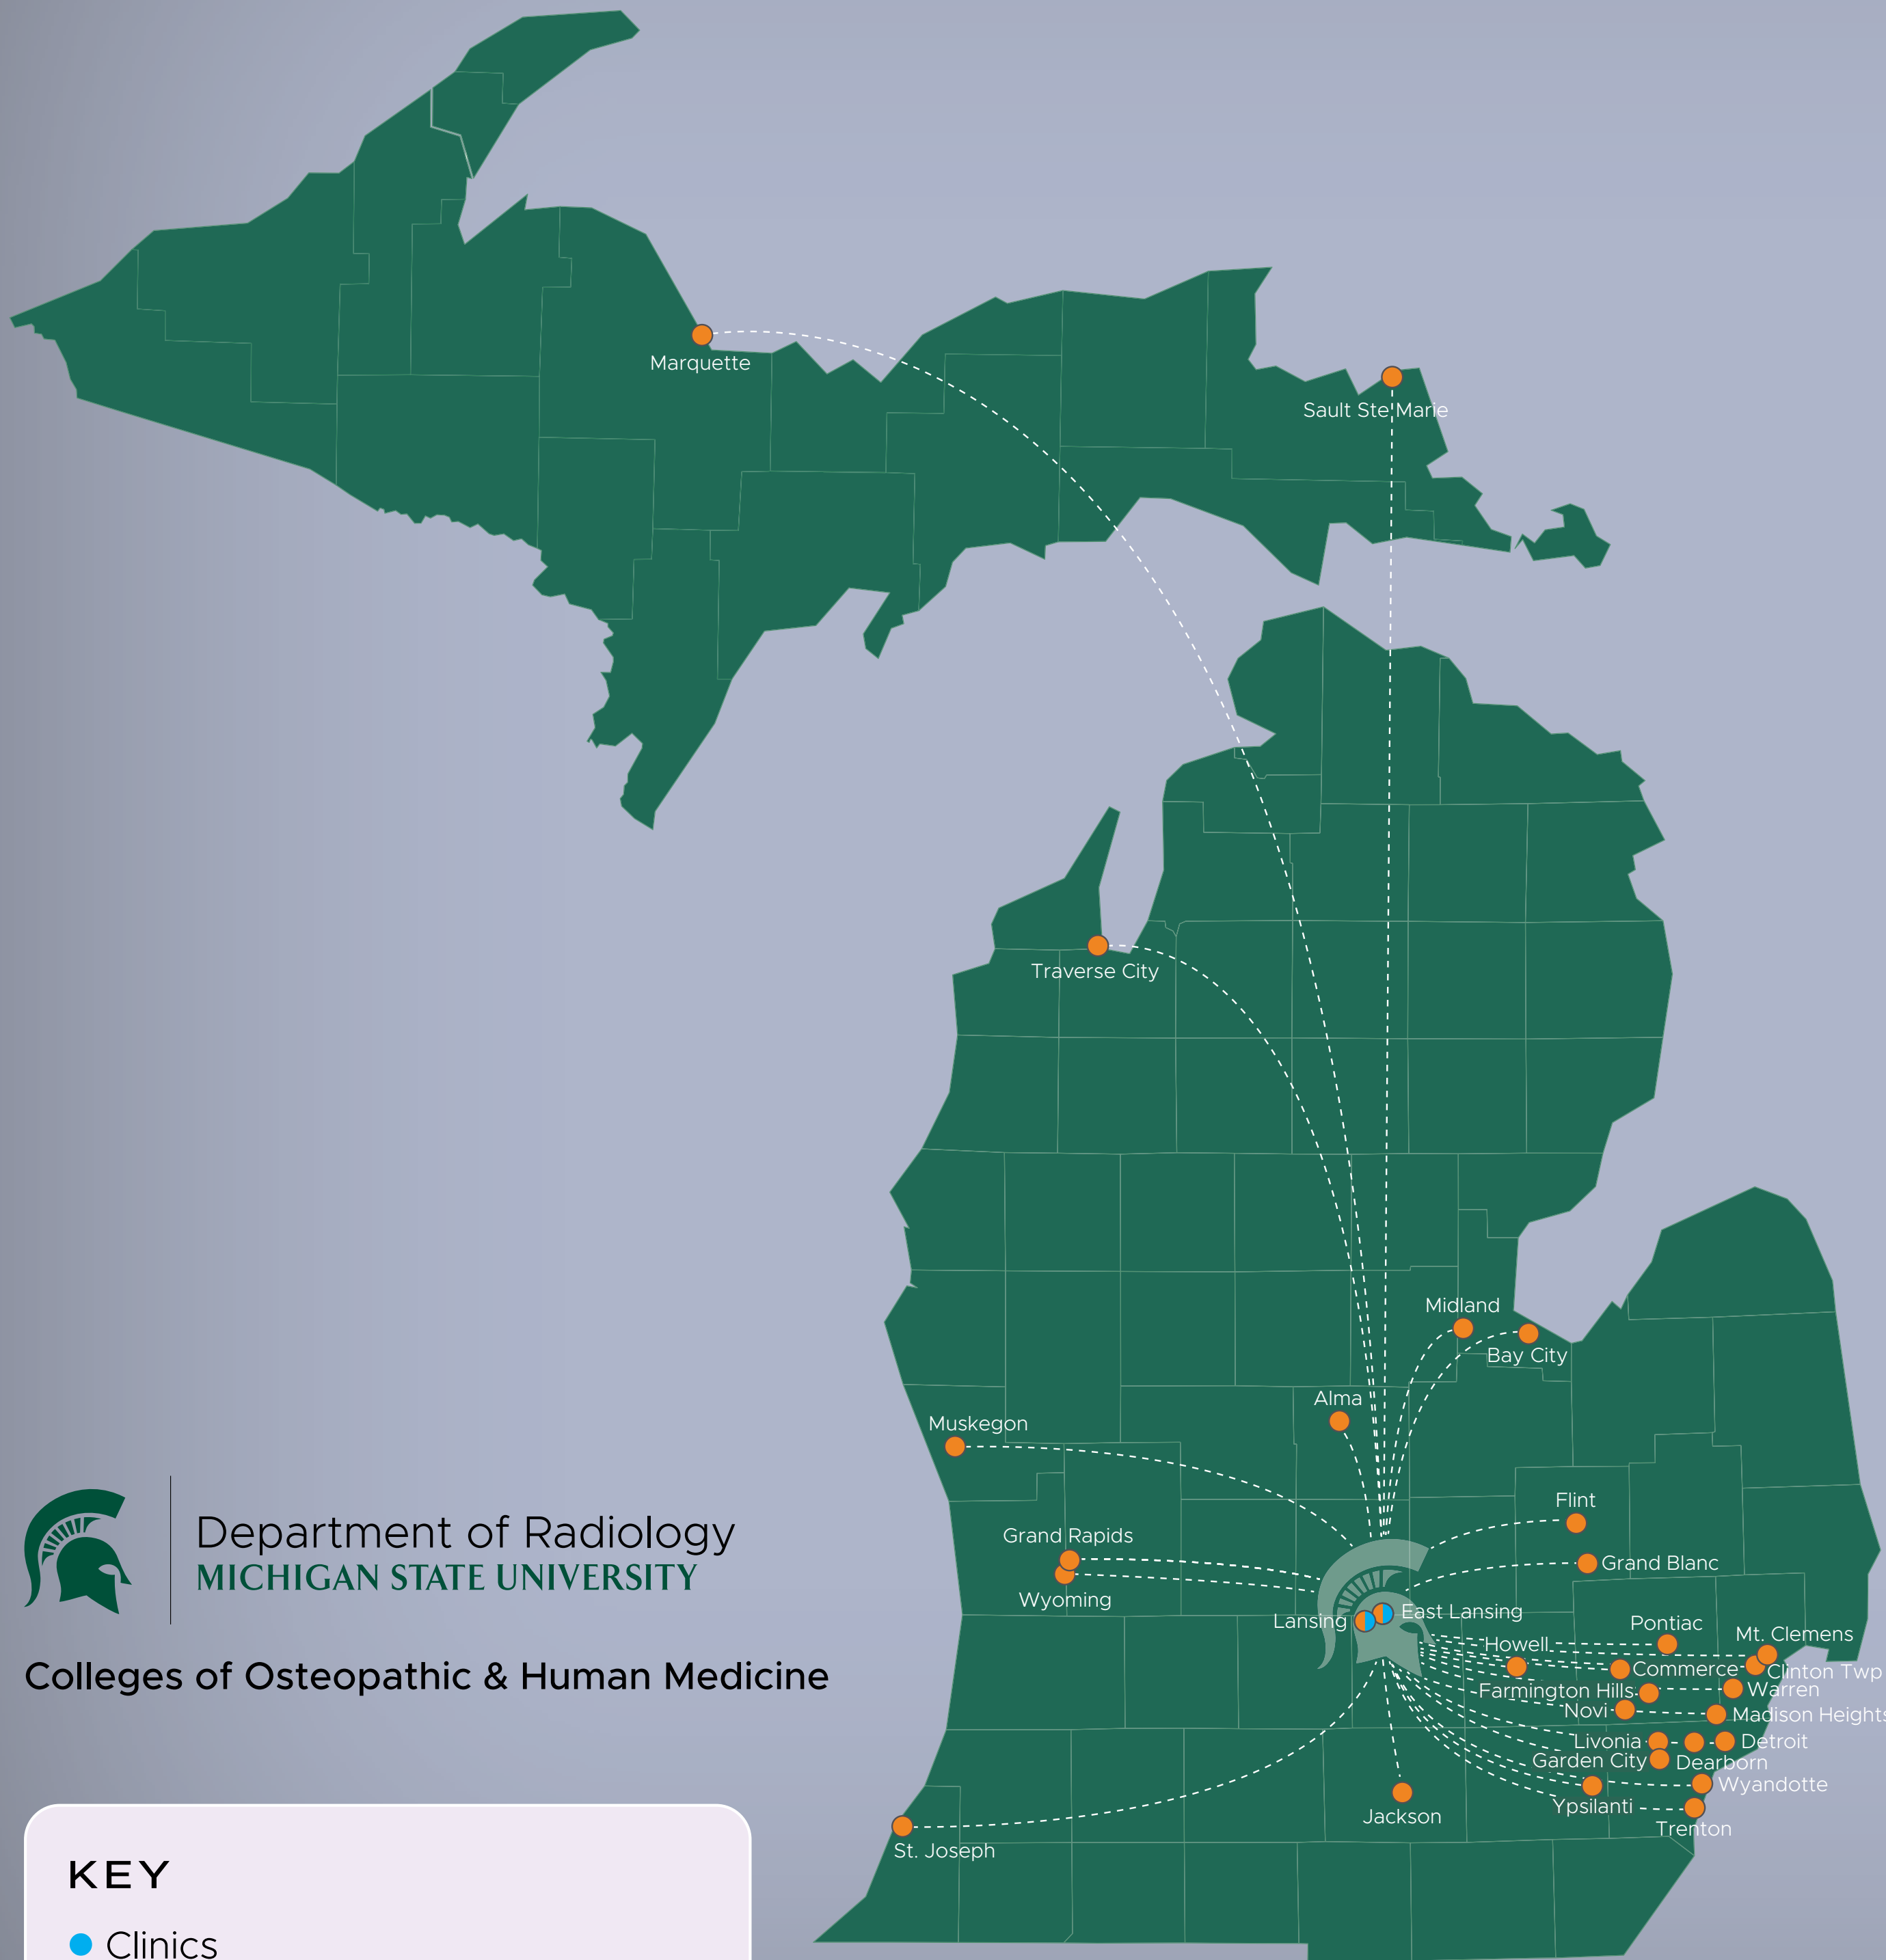 Marquette
Sault Ste Marie
Traverse City
Midland
Bay City
Alma
Muskegon
Flint
Grand Rapids
Grand Blanc
Wyoming
Lansing
East Lansing
Pontiac
Mt. Clemens
Howell
Commerce
Clinton Twp
Farmington Hills
Warren
Novi
Madison Heights
Livonia
Detroit
Garden City
Dearborn
Wyandotte
Ypsilanti
Jackson
Trenton
St. Joseph
Department of Radiology
MICHIGAN STATE UNIVERSITY
Colleges of Osteopathic & Human Medicine
KEY
Clinics